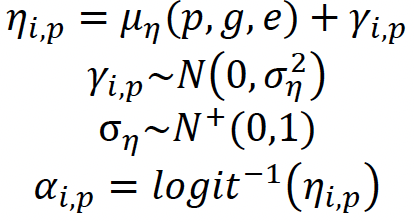 η_{i,p} = μ_η(p, g, e) + γ_{i,p}
γ_{i,p}~N(0, σ_η^2)
σ_η~N^+(0,1)
α_{i,p} = logit^{-1}(η_{i,p})